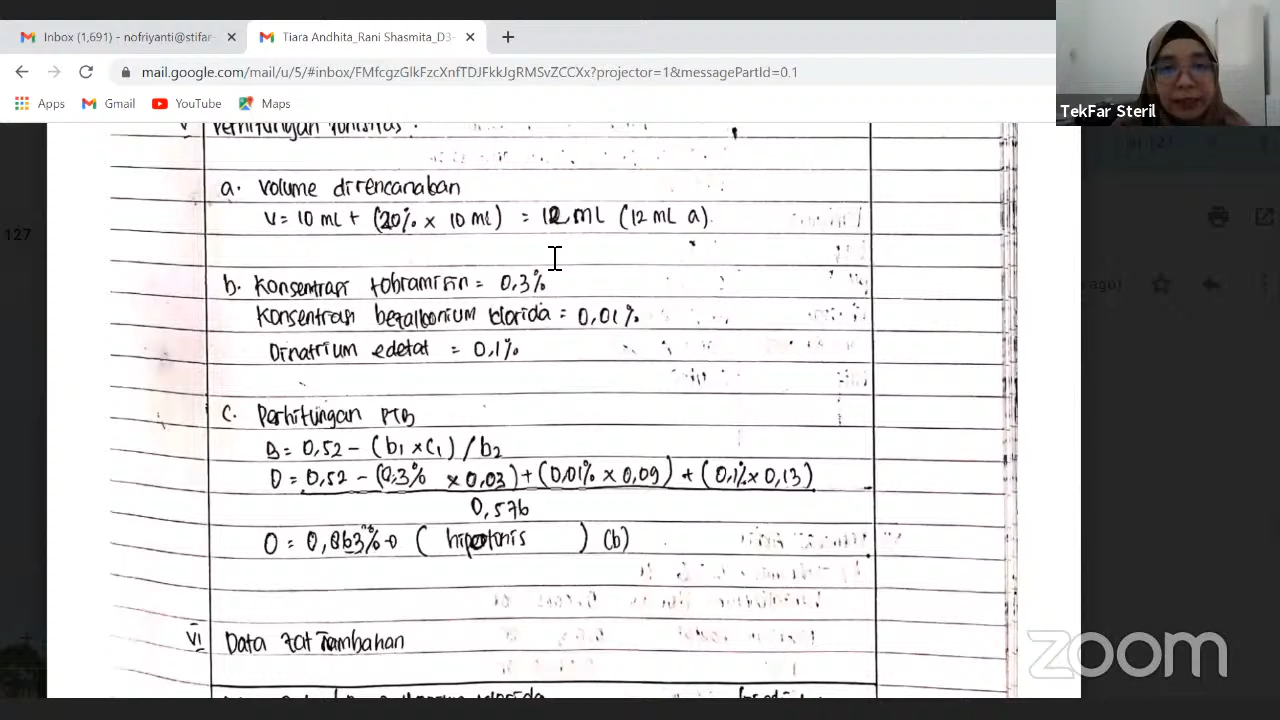 Inbox (1,691) - nofriyanti@stifar-
Tiara Andhita_Rani Shasmita_D3-
mail.google.com/mail/u/5/#inbox/FMfcgzGlkFzcXnfTDJFkkJgRMSvZCCXx?projector=1&messagePartId=0.1
Apps Gmail YouTube Maps
TekFar Steril
V Perhitungan Tonisitas :
a. Volume direncanakan
V = 10 ml + (20% x 10 ml) = 12 mL (12 mL a).
127
b. Konsentrasi tobramisin = 0.3%
Konsentrasi benzalkonium klorida = 0,01%
Dinatrium edetat = 0,1%
ago)
c. Perhitungan PTB
B = 0,52 - (b1 x C1) / b2
0 = 0,52 - (0,3% x 0.03) + (0,01% x 0,09) + (0,1% x 0,13)
0,576
(hipotonis) (b)
VI Data zat Tambahan
zoom